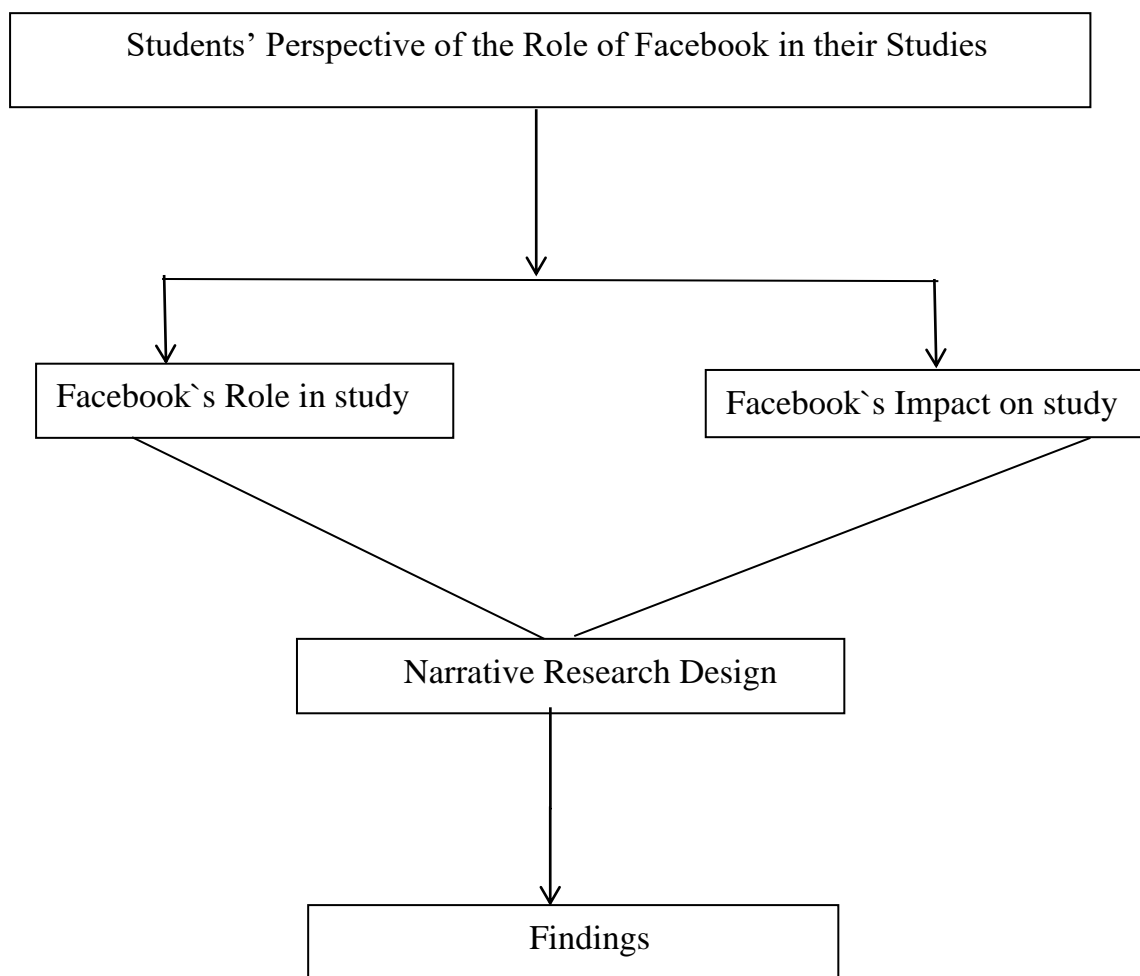 Students’ Perspective of the Role of Facebook in their Studies
Facebook`s Role in study
Facebook`s Impact on study
Narrative Research Design
Findings